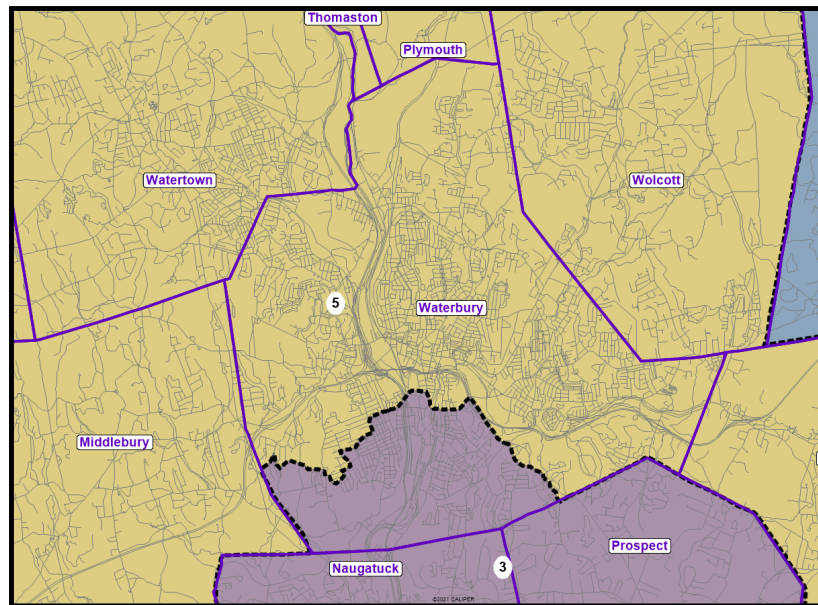 Thomaston
Plymouth
Watertown
Wolcott
5
Waterbury
Middlebury
Prospect
Naugatuck
3
©2021 CALIPER